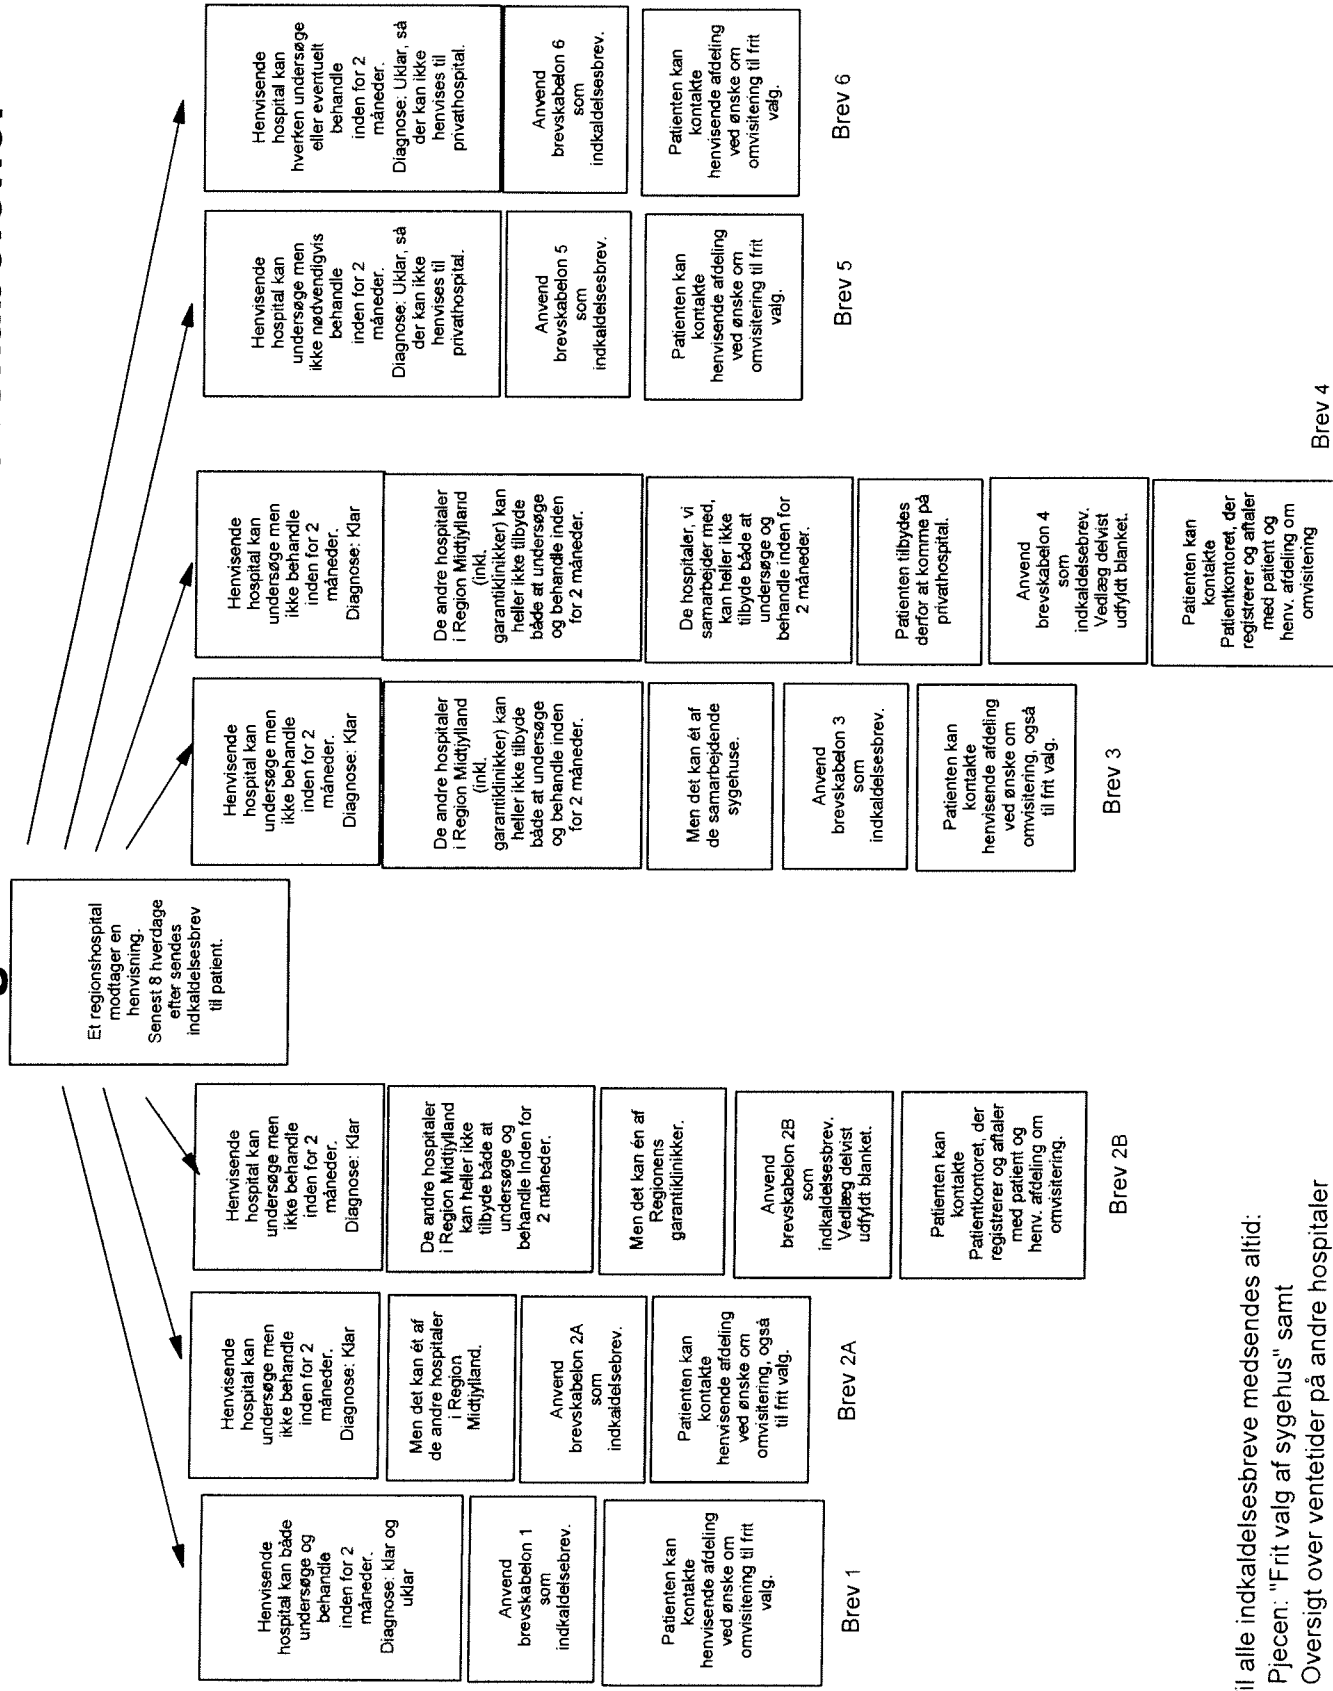 Et regionshospital
modtager en
henvisning.
Senest 8 hverdage
efter sendes
indkaldelsesbrev
til patient.
Henvisende
hospital kan både
undersøge og
behandle
inden for 2
måneder.
Diagnose: klar og
uklar
Anvend
brevskabelon 1
som
indkaldelsebrev.
Patienten kan
kontakte
henvisende afdeling
ved ønske om
omvisitering til frit
valg.
Brev 1
Henvisende
hospital kan
undersøge men
ikke behandle
inden for 2
måneder.
Diagnose: Klar
Men det kan ét af
de andre hospitaler
i Region
Midtjylland.
Anvend
brevskabelon 2A
som
indkaldelsebrev.
Patienten kan
kontakte
henvisende afdeling
ved ønske om
omvisitering, også
til frit valg.
Brev 2A
Henvisende
hospital kan
undersøge men
ikke behandle
inden for 2
måneder.
Diagnose: Klar
De andre hospitaler
i Region Midtjylland
kan heller ikke
tilbyde både at
undersøge og
behandle Inden for
2 måneder.
Men det kan én af
Regionens
garantiklinikker.
Anvend
brevskabelon 2B
som
indkaldelsesbrev.
Vedlæg delvist
udfyldt blanket.
Patienten kan
kontakte
Patientkontoret, der
registrerer og aftaler
med patient og
henv. afdeling om
omvisitering.
Brev 2B
Henvisende
hospital kan
undersøge men
ikke behandle
inden for 2
måneder.
Diagnose: Klar
De andre hospitaler
i Region Midtjylland
(inkl.
garantiklinikker) kan
heller ikke tilbyde
både at undersøge
og behandle inden
for 2 måneder.
Men det kan ét af
de samarbejdende
sygehuse.
Anvend
brevskabelon 3
som
indkaldelsesbrev.
Patienten kan
kontakte
henvisende afdeling
ved ønske om
omvisitering, også
til frit valg.
Brev 3
Henvisende
hospital kan
undersøge men
ikke behandle
inden for 2
måneder.
Diagnose: Klar
De andre hospitaler
i Region Midtjylland
(inkl.
garantiklinikker) kan
heller ikke tilbyde
både at undersøge
og behandle inden
for 2 måneder.
De hospitaler, vi
samarbejder med,
kan heller ikke
tilbyde både at
undersøge og
behandle inden for
2 måneder.
Patienten tilbydes
derfor at komme på
privathospital.
Anvend
brevskabelon 4
som
indkaldelsebrev.
Vedlæg delvist
udfyldt blanket.
Patienten kan
kontakte
Patientkontoret, der
registrerer og aftaler
med patient og
henv. afdeling om
omvisitering
Brev 4
Henvisende
hospital kan
undersøge men
ikke nødvendigvis
behandle
inden for 2
måneder.
Diagnose: Uklar, så
der kan ikke
henvises til
privathospital.
Anvend
brevskabelon 5
som
indkaldelsesbrev.
Patienten kan
kontakte
henvisende afdeling
ved ønske om
omvisitering til frit
valg.
Brev 5
Henvisende
hospital kan
hverken undersøge
eller eventuelt
behandle
inden for 2
måneder.
Diagnose: Uklar, så
der kan ikke
henvises til
privathospital.
Anvend
brevskabelon 6
som
indkaldelsesbrev.
Patienten kan
kontakte
henvisende afdeling
ved ønske om
omvisitering til frit
valg.
Brev 6
il alle indkaldelsesbreve medsendes altid:
Pjecen: "Frit valg af sygehus" samt
Oversigt over ventetider på andre hospitaler